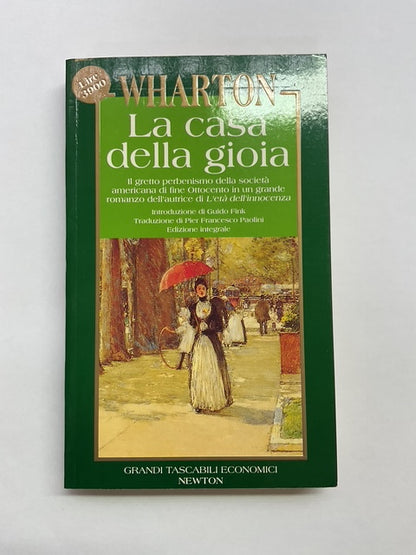 Lire
3900
WHARTON
La casa
della gioia
Il gretto perbenismo della società
americana di fine Ottocento in un grande
romanzo dell'autrice di L'età dell'innocenza
Introduzione di Guido Fink
Traduzione di Pier Francesco Paolini
Edizione integrale
GRANDI TASCABILI ECONOMICI
NEWTON